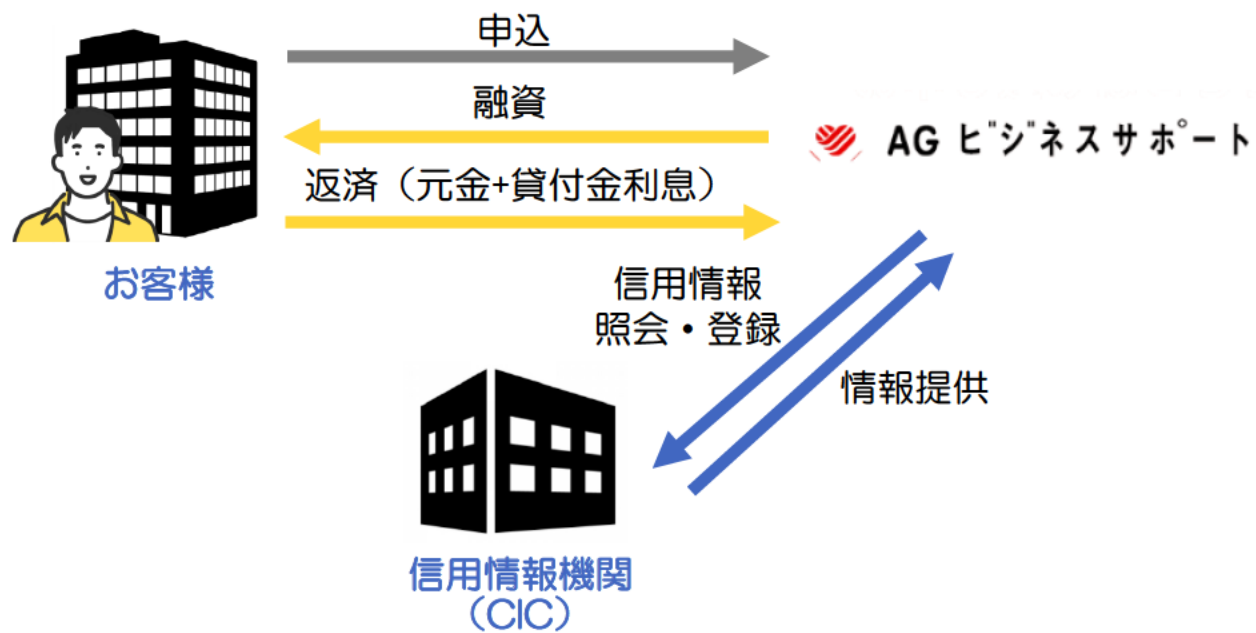 申込
融資
AG ビジネスサポート
返済（元金+貸付金利息）
お客様
信用情報
照会・登録
情報提供
信用情報機関
（CIC）